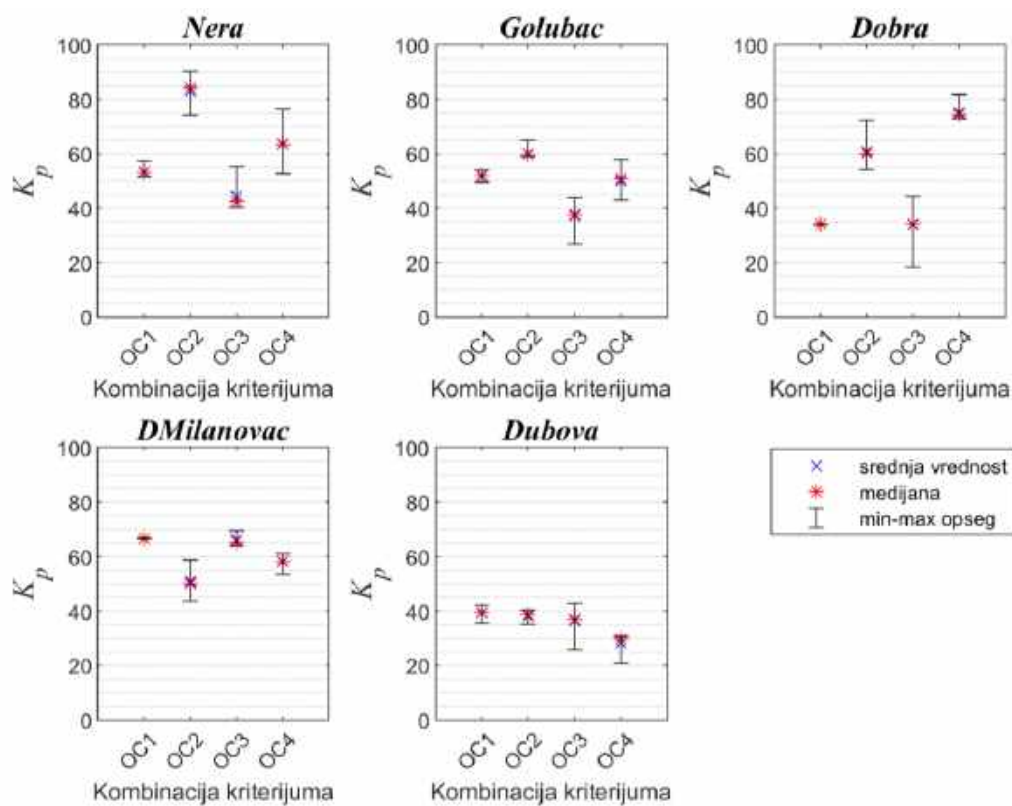 Nera
100
80
60
40
20
0
K_p
OC1
OC2
OC3
OC4
Kombinacija kriterijuma
Golubac
100
80
60
40
20
0
K_p
OC1
OC2
OC3
OC4
Kombinacija kriterijuma
Dobra
100
80
60
40
20
0
K_p
OC1
OC2
OC3
OC4
Kombinacija kriterijuma
DMilanovac
100
80
60
40
20
0
K_p
OC1
OC2
OC3
OC4
Kombinacija kriterijuma
Dubova
100
80
60
40
20
0
K_p
OC1
OC2
OC3
OC4
Kombinacija kriterijuma
srednja vrednost
medijana
min-max opseg